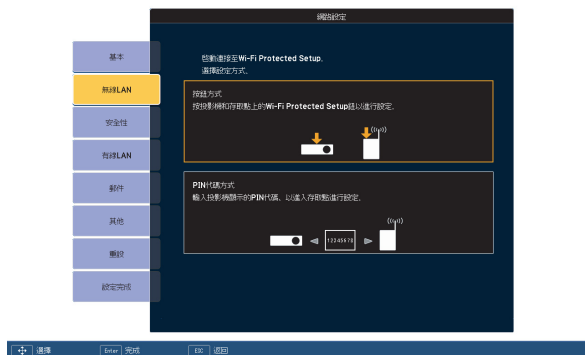 網路設定
基本
無線LAN
安全性
有線LAN
郵件
其他
重設
設定完成
啓動連接至Wi-Fi Protected Setup。
選擇設定方式。
按鈕方式
按投影機和存取點上的Wi-Fi Protected Setup鈕以進行設定。
PIN代碼方式
輸入投影機顯示的PIN代碼、以進入存取點進行設定。
12345678
選擇
Enter 完成
ESC 返回